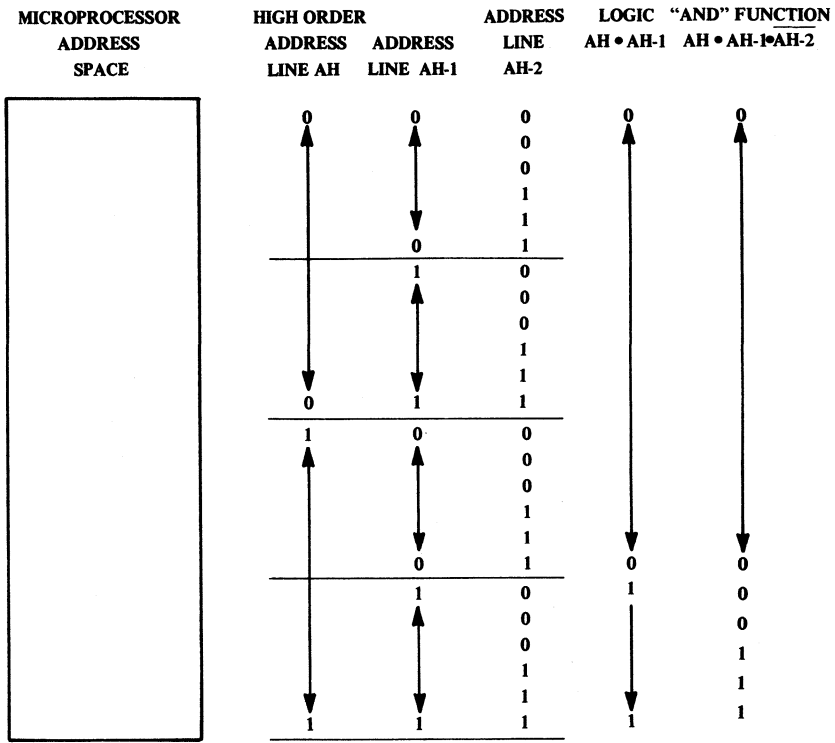 MICROPROCESSOR HIGH ORDER ADDRESS LOGIC “AND” FUNCTION
ADDRESS ADDRESS ADDRESS LINE AH • AH-1 AH • AH-1•AH-2
SPACE LINE AH LINE AH-1 AH-2
0 0 0 0 0
0
0
1
1
0 1
1 0
0
0
1
1
0 1 1
1 0 0
0
0
1
1
0 1 0 0
1 0 1 0
0 0
0 1
1 1
1
1 1 1 1 1